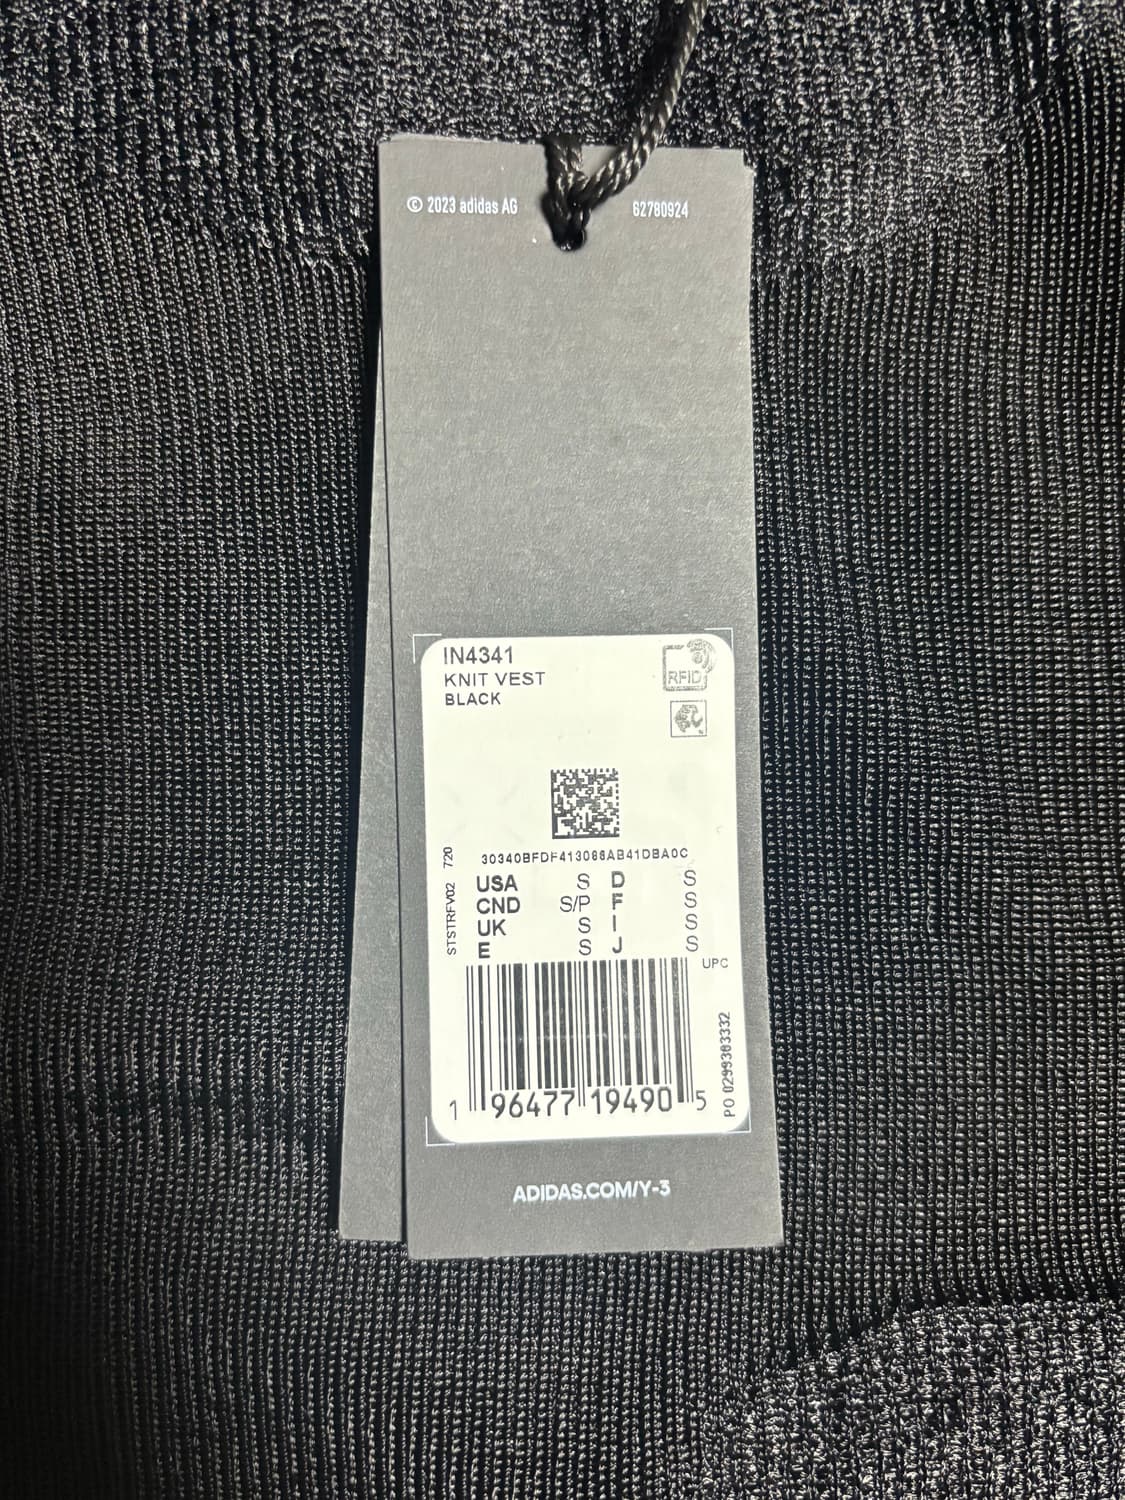 © 2023 adidas AG
62780924
IN4341
KNIT VEST
BLACK
RFID
30340BFDF413086AB41DBA0C
STSTRFV02 720
USA S D S
CND S/P F S
UK S I S
E S J S
UPC
1 96477 19490 5
PO 0299383332
ADIDAS.COM/Y-3